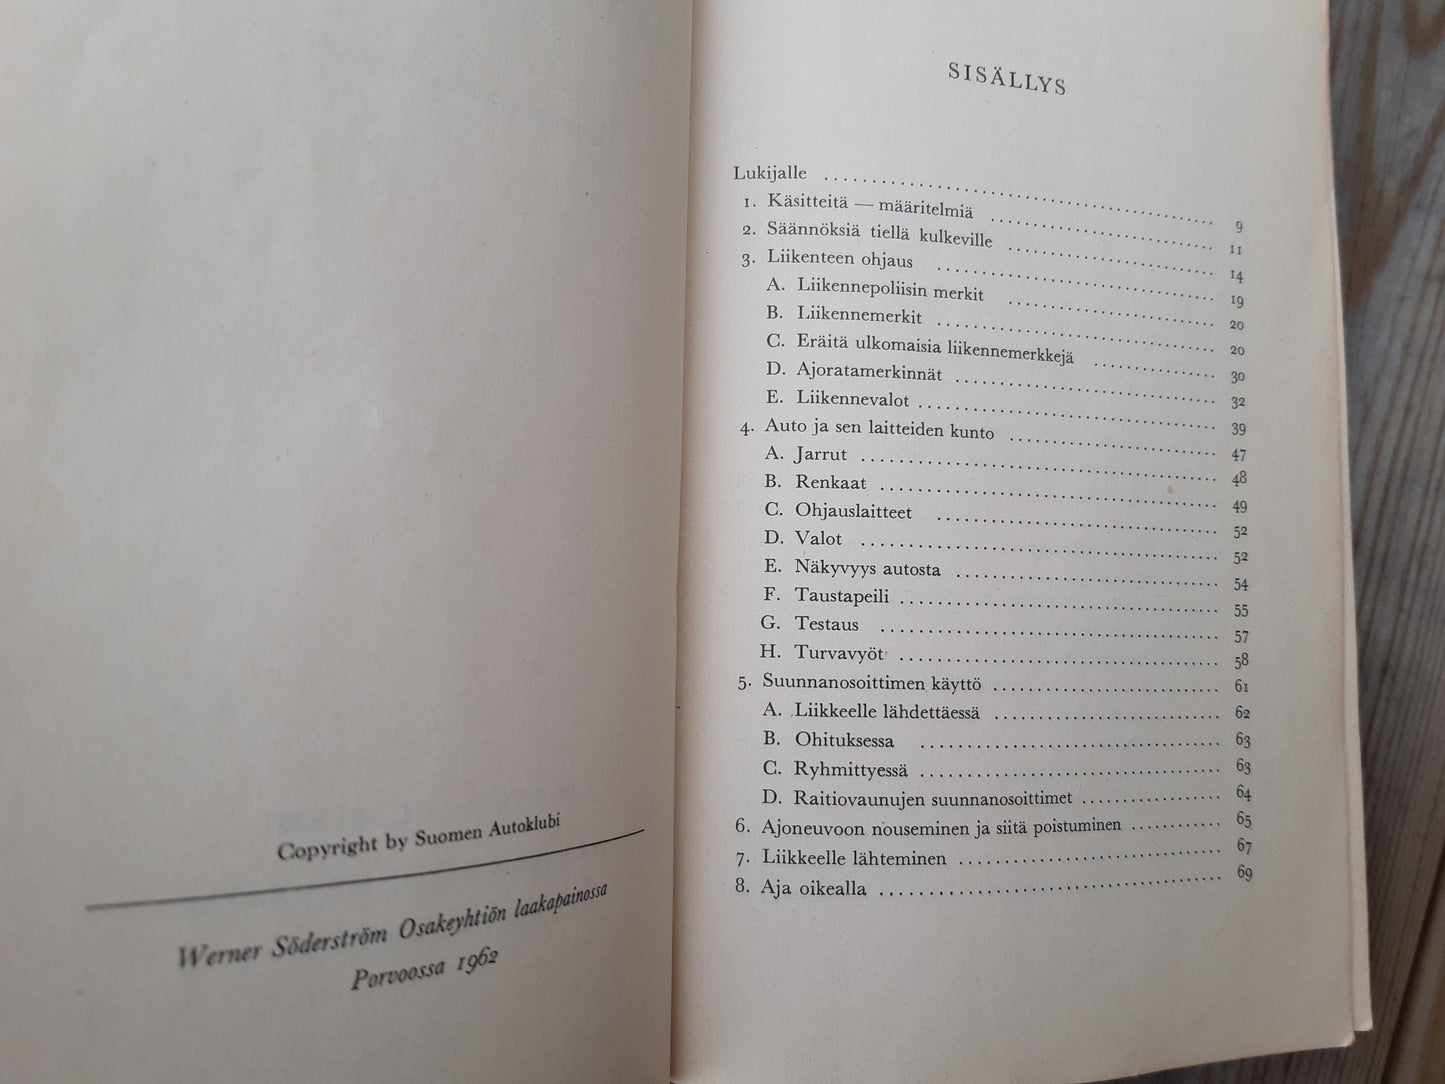 Copyright by Suomen Autoklubi
Werner Söderström Osakeyhtiön laakapainossa
Porvoossa 1962
SISÄLLYS
Lukijalle .......... 9
1. Käsitteitä — määritelmiä .......... 11
2. Säännöksiä tiellä kulkeville .......... 14
3. Liikenteen ohjaus .......... 19
A. Liikennepoliisin merkit .......... 20
B. Liikennemerkit .......... 20
C. Eräitä ulkomaisia liikennemerkkejä .......... 30
D. Ajoratamerkinnät .......... 32
E. Liikennevalot .......... 39
4. Auto ja sen laitteiden kunto .......... 47
A. Jarrut .......... 48
B. Renkaat .......... 49
C. Ohjauslaitteet .......... 52
D. Valot .......... 52
E. Näkyvyys autosta .......... 54
F. Taustapeili .......... 55
G. Testaus .......... 57
H. Turvavyöt .......... 58
5. Suunnanosoittimen käyttö .......... 61
A. Liikkeelle lähdettäessä .......... 62
B. Ohituksessa .......... 63
C. Ryhmittyessä .......... 63
D. Raitiovaunujen suunnanosoittimet .......... 64
6. Ajoneuvoon nouseminen ja siitä poistuminen .......... 65
7. Liikkeelle lähteminen .......... 67
8. Aja oikealla .......... 69